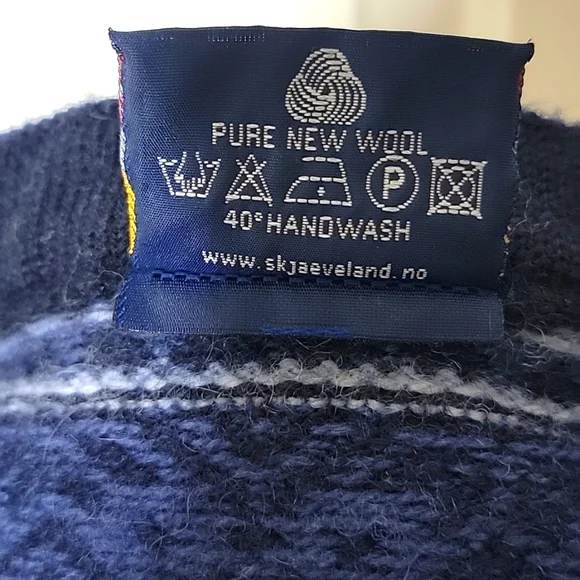 PURE NEW WOOL
P
40° HANDWASH
www.skjaeveland.no